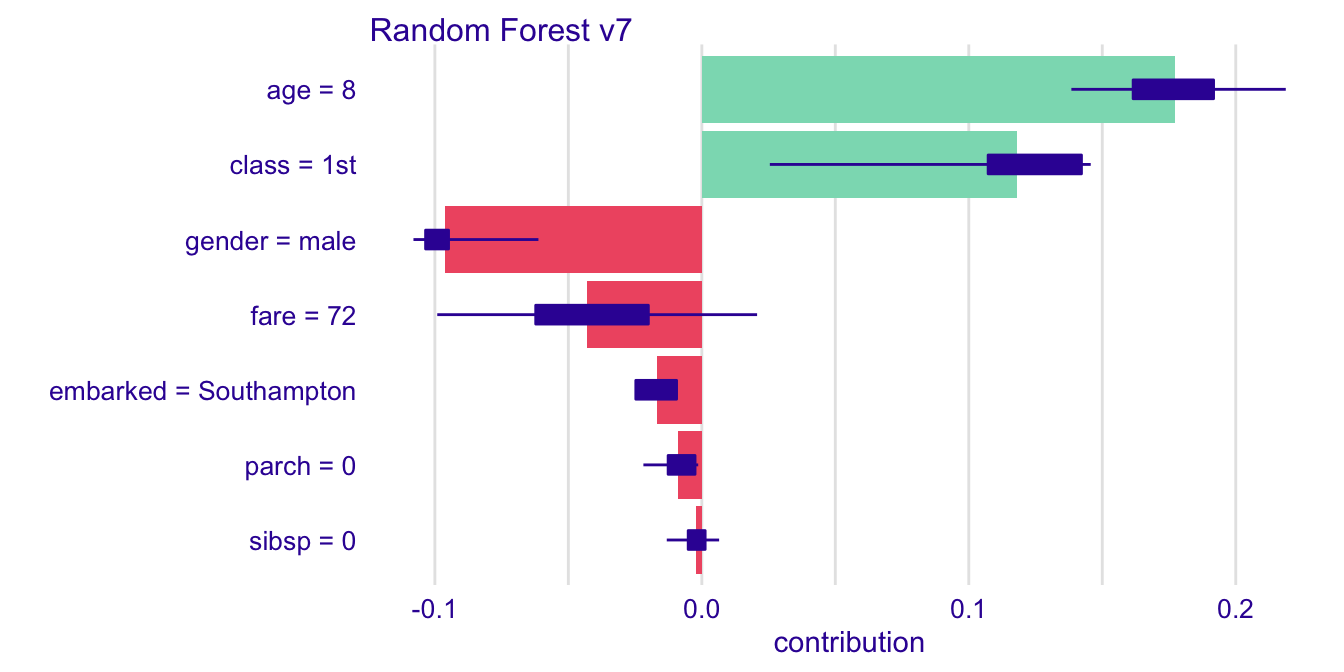 Random Forest v7
age = 8
class = 1st
gender = male
fare = 72
embarked = Southampton
parch = 0
sibsp = 0
-0.1 0.0 0.1 0.2
contribution